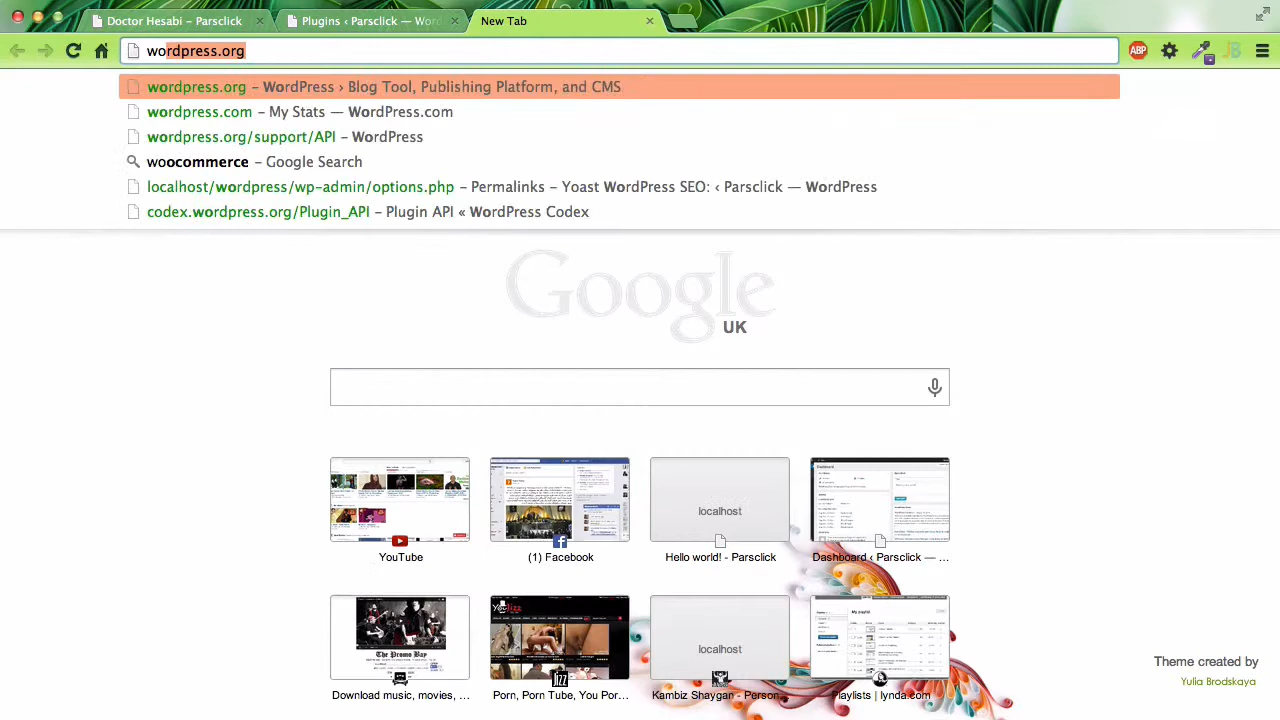 Doctor Hesabi – Parsclick
Plugins ‹ Parsclick — Word
New Tab
wordpress.org
ABP
wordpress.org – WordPress › Blog Tool, Publishing Platform, and CMS
wordpress.com – My Stats — WordPress.com
wordpress.org/support/API – WordPress
woocommerce – Google Search
localhost/wordpress/wp-admin/options.php – Permalinks - Yoast WordPress SEO: ‹ Parsclick — WordPress
codex.wordpress.org/Plugin_API – Plugin API « WordPress Codex
Google
UK
localhost
YouTube
(1) Facebook
Hello world! - Parsclick
Dashboard ‹ Parsclick — ...
The Promo Bay
localhost
Download music, movies, ...
Porn, Porn Tube, You Por...
Kambiz Shaygan - Person...
Playlists | lynda.com
Theme created by
Yulia Brodskaya